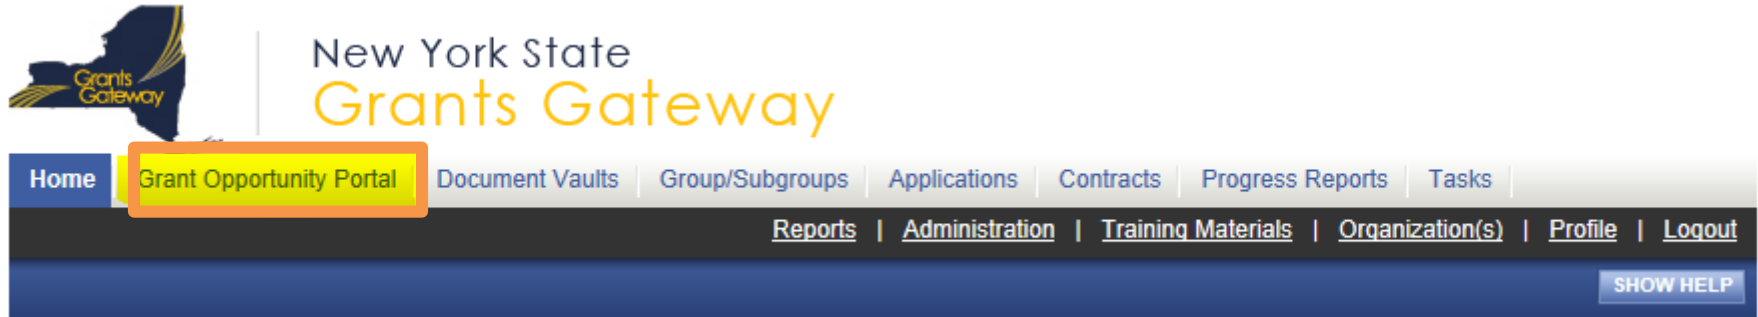 Grants
Gateway
New York State
Grants Gateway
Home Grant Opportunity Portal Document Vaults Group/Subgroups Applications Contracts Progress Reports Tasks
Reports | Administration | Training Materials | Organization(s) | Profile | Logout
SHOW HELP